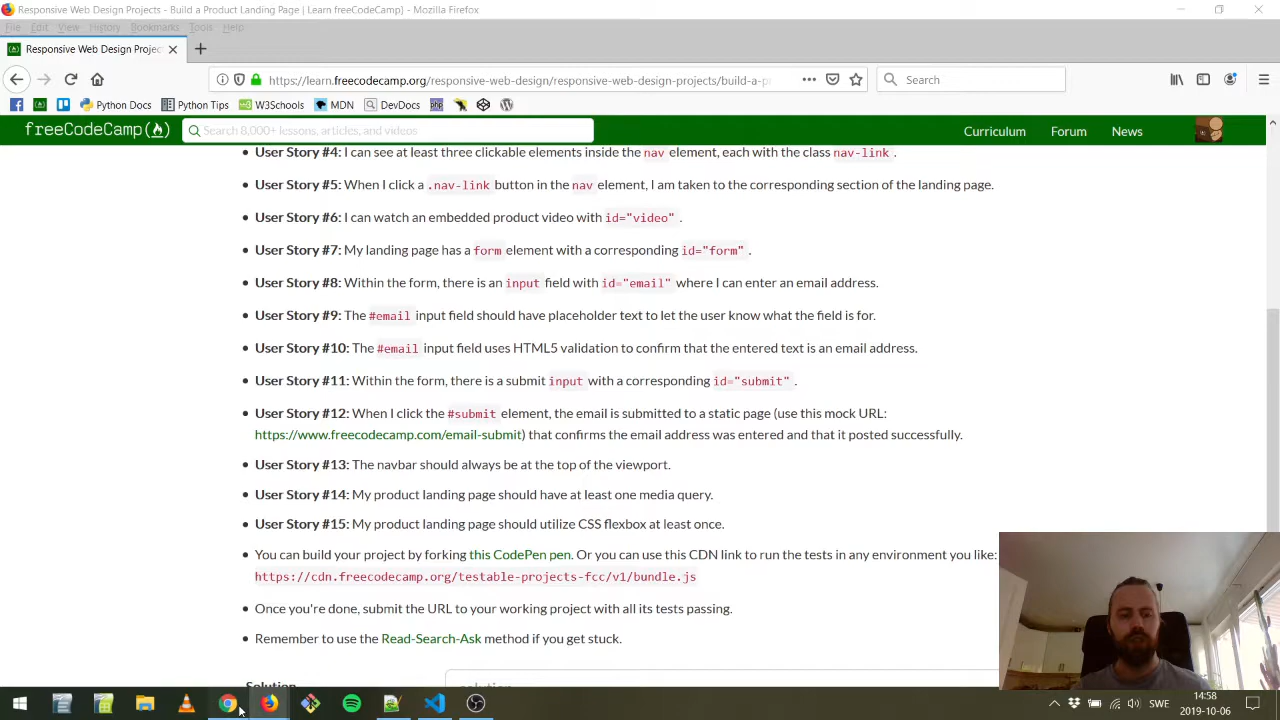 Responsive Web Design Projects - Build a Product Landing Page | Learn freeCodeCamp] - Mozilla Firefox
File Edit View History Bookmarks Tools Help
Responsive Web Design Projec
https://learn.freecodecamp.org/responsive-web-design/responsive-web-design-projects/build-a-p
Search
Python Docs Python Tips W3Schools MDN DevDocs
freeCodeCamp Search 8,000+ lessons, articles, and videos Curriculum Forum News
User Story #4: I can see at least three clickable elements inside the nav element, each with the class nav-link .
User Story #5: When I click a .nav-link button in the nav element, I am taken to the corresponding section of the landing page.
User Story #6: I can watch an embedded product video with id="video" .
User Story #7: My landing page has a form element with a corresponding id="form" .
User Story #8: Within the form, there is an input field with id="email" where I can enter an email address.
User Story #9: The #email input field should have placeholder text to let the user know what the field is for.
User Story #10: The #email input field uses HTML5 validation to confirm that the entered text is an email address.
User Story #11: Within the form, there is a submit input with a corresponding id="submit" .
User Story #12: When I click the #submit element, the email is submitted to a static page (use this mock URL:
https://www.freecodecamp.com/email-submit) that confirms the email address was entered and that it posted successfully.
User Story #13: The navbar should always be at the top of the viewport.
User Story #14: My product landing page should have at least one media query.
User Story #15: My product landing page should utilize CSS flexbox at least once.
You can build your project by forking this CodePen pen. Or you can use this CDN link to run the tests in any environment you like:
https://cdn.freecodecamp.org/testable-projects-fcc/v1/bundle.js
Once you're done, submit the URL to your working project with all its tests passing.
Remember to use the Read-Search-Ask method if you get stuck.
Solution
solution
SWE
14:58
2019-10-06